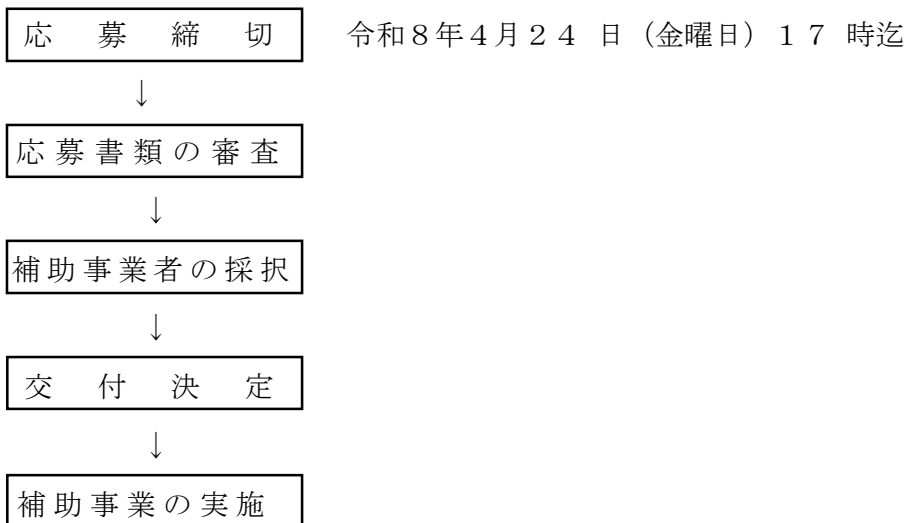 応募締切 令和８年４月２４ 日（金曜日）１７ 時迄
↓
応募書類の審査
↓
補助事業者の採択
↓
交付決定
↓
補助事業の実施